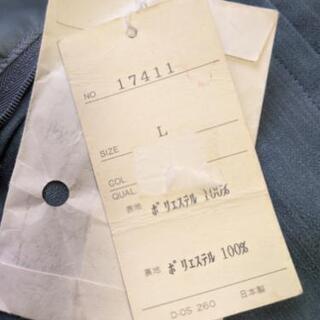 NO 17411
SIZE L
COL
QUAL
表地 ポリエステル 100%
裏地 ポリエステル 100%
D-OS 260 日本製